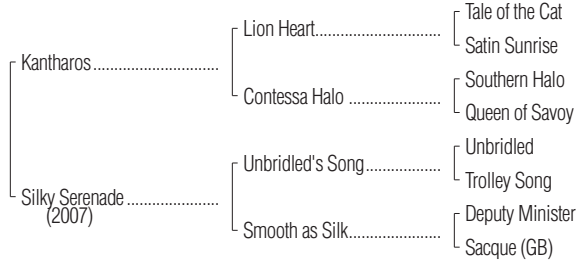 Tale of the Cat
Lion Heart
Satin Sunrise
Kantharos
Southern Halo
Contessa Halo
Queen of Savoy
Unbridled
Unbridled's Song
Trolley Song
Silky Serenade
(2007)
Deputy Minister
Smooth as Silk
Sacque (GB)